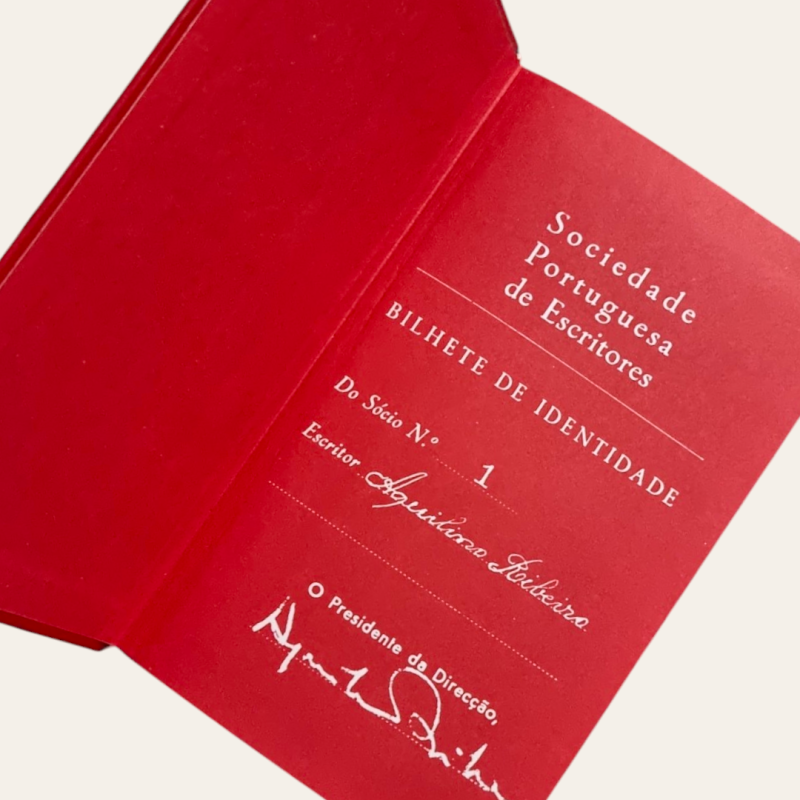 Sociedade
Portuguesa
de Escritores
BILHETE DE IDENTIDADE
Do Sócio N.º 1
Escritor Aquilino Ribeiro
O Presidente da Direcção,